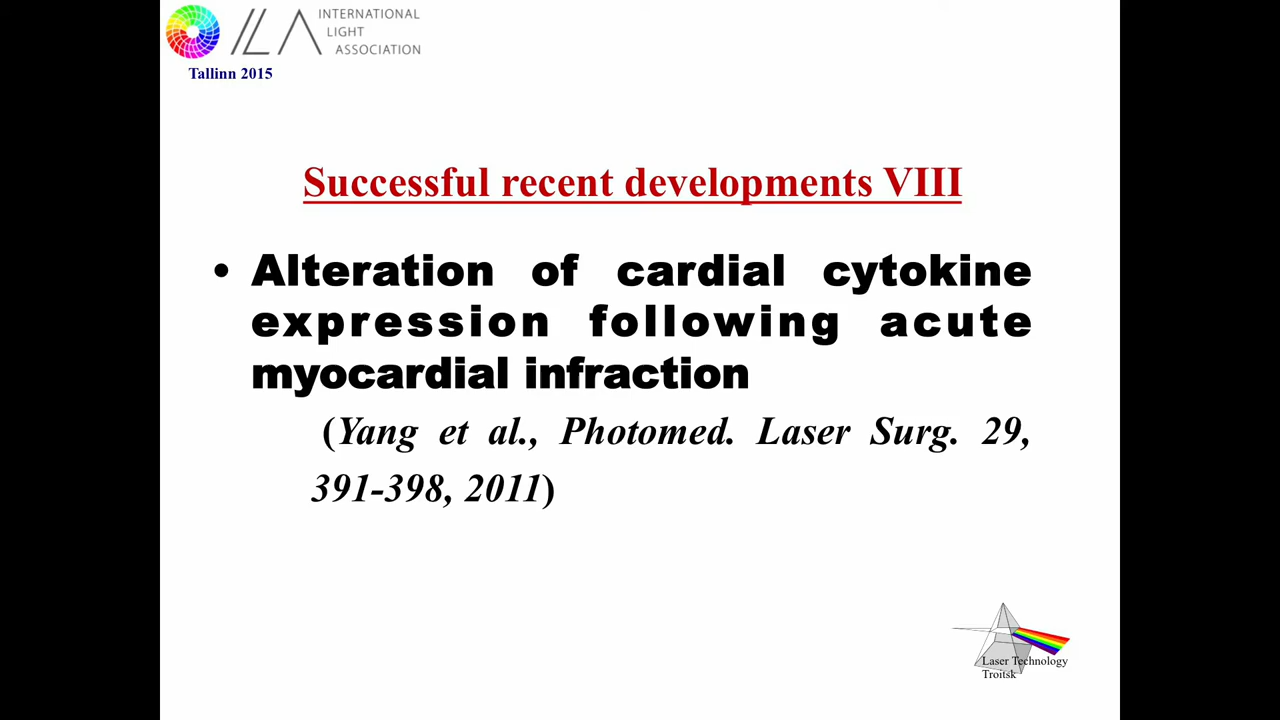 INTERNATIONAL
LIGHT
ASSOCIATION
Tallinn 2015
Successful recent developments VIII
• Alteration of cardial cytokine
expression following acute
myocardial infraction
(Yang et al., Photomed. Laser Surg. 29,
391-398, 2011)
Laser Technology
Troitsk